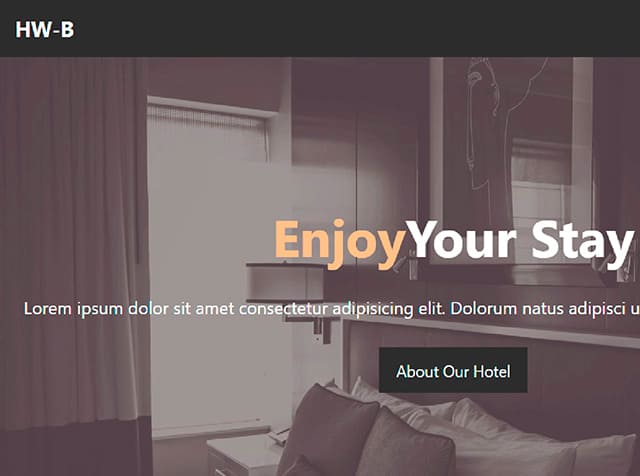 HW-B
EnjoyYour Stay
Lorem ipsum dolor sit amet consectetur adipisicing elit. Dolorum natus adipisci u
About Our Hotel